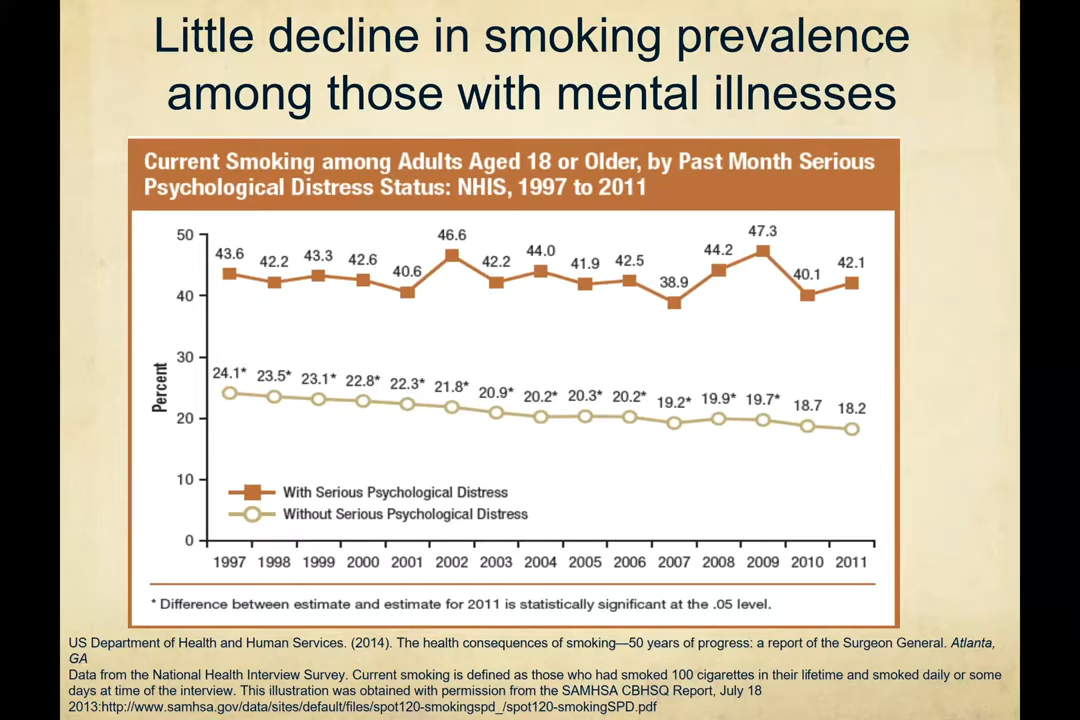 Little decline in smoking prevalence
among those with mental illnesses
Current Smoking among Adults Aged 18 or Older, by Past Month Serious
Psychological Distress Status: NHIS, 1997 to 2011
Percent
50
40
30
20
10
0
43.6 42.2 43.3 42.6 40.6 46.6 42.2 44.0 41.9 42.5 38.9 44.2 47.3 40.1 42.1
24.1* 23.5* 23.1* 22.8* 22.3* 21.8* 20.9* 20.2* 20.3* 20.2* 19.2* 19.9* 19.7* 18.7 18.2
With Serious Psychological Distress
Without Serious Psychological Distress
1997 1998 1999 2000 2001 2002 2003 2004 2005 2006 2007 2008 2009 2010 2011
* Difference between estimate and estimate for 2011 is statistically significant at the .05 level.
US Department of Health and Human Services. (2014). The health consequences of smoking—50 years of progress: a report of the Surgeon General. Atlanta,
GA
Data from the National Health Interview Survey. Current smoking is defined as those who had smoked 100 cigarettes in their lifetime and smoked daily or some
days at time of the interview. This illustration was obtained with permission from the SAMHSA CBHSQ Report, July 18
2013:http://www.samhsa.gov/data/sites/default/files/spot120-smokingspd_/spot120-smokingSPD.pdf